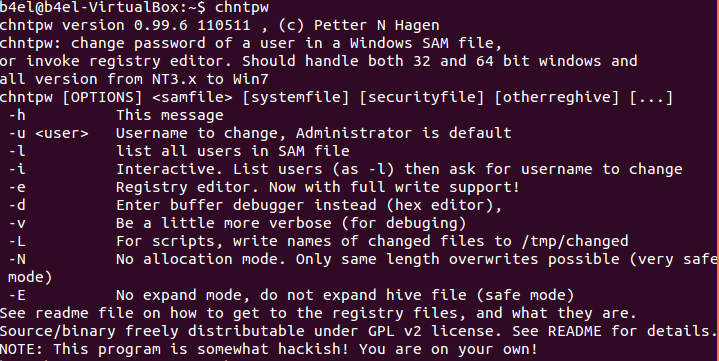 b4el@b4el-VirtualBox:~$ chntpw
chntpw version 0.99.6 110511 , (c) Petter N Hagen
chntpw: change password of a user in a Windows SAM file,
or invoke registry editor. Should handle both 32 and 64 bit windows and
all version from NT3.x to Win7
chntpw [OPTIONS] <samfile> [systemfile] [securityfile] [otherreghive] [...]
 -h          This message
 -u <user>   Username to change, Administrator is default
 -l          list all users in SAM file
 -i          Interactive. List users (as -l) then ask for username to change
 -e          Registry editor. Now with full write support!
 -d          Enter buffer debugger instead (hex editor),
 -v          Be a little more verbose (for debuging)
 -L          For scripts, write names of changed files to /tmp/changed
 -N          No allocation mode. Only same length overwrites possible (very safe
 mode)
 -E          No expand mode, do not expand hive file (safe mode)
See readme file on how to get to the registry files, and what they are.
Source/binary freely distributable under GPL v2 license. See README for details.
NOTE: This program is somewhat hackish! You are on your own!